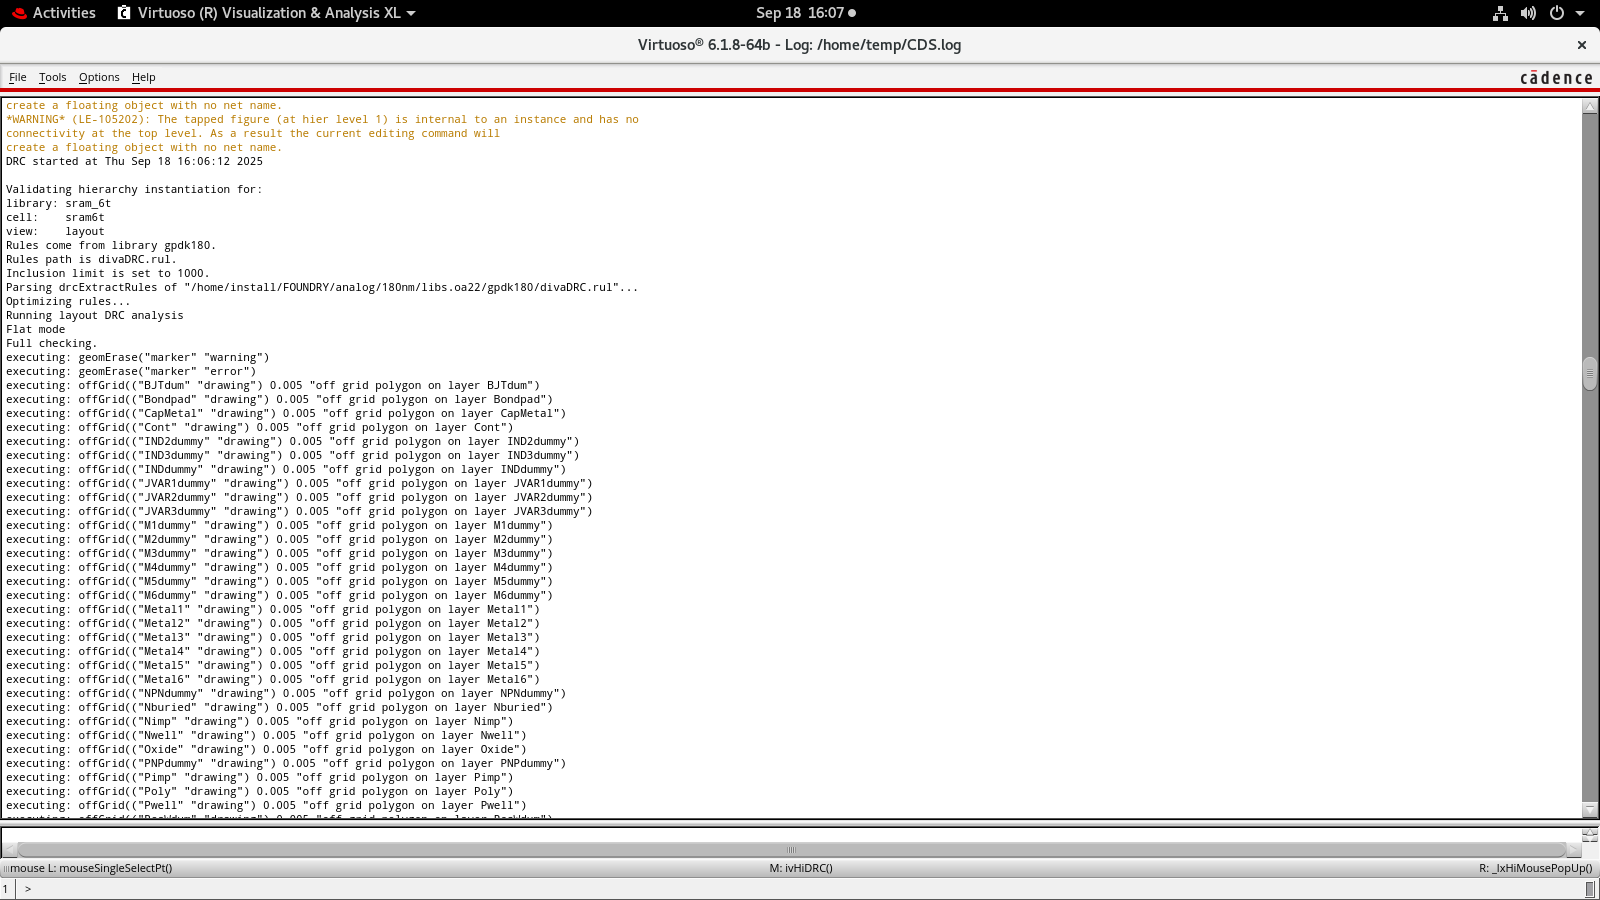 Activities
Virtuoso (R) Visualization & Analysis XL
Sep 18 16:07
Virtuoso® 6.1.8-64b - Log: /home/temp/CDS.log
×
File Tools Options Help
cādence
create a floating object with no net name.
*WARNING* (LE-105202): The tapped figure (at hier level 1) is internal to an instance and has no
connectivity at the top level. As a result the current editing command will
create a floating object with no net name.
DRC started at Thu Sep 18 16:06:12 2025
Validating hierarchy instantiation for:
library: sram_6t
cell:    sram6t
view:    layout
Rules come from library gpdk180.
Rules path is divaDRC.rul.
Inclusion limit is set to 1000.
Parsing drcExtractRules of "/home/install/FOUNDRY/analog/180nm/libs.oa22/gpdk180/divaDRC.rul"...
Optimizing rules...
Running layout DRC analysis
Flat mode
Full checking.
executing: geomErase("marker" "warning")
executing: geomErase("marker" "error")
executing: offGrid(("BJTdum" "drawing") 0.005 "off grid polygon on layer BJTdum")
executing: offGrid(("Bondpad" "drawing") 0.005 "off grid polygon on layer Bondpad")
executing: offGrid(("CapMetal" "drawing") 0.005 "off grid polygon on layer CapMetal")
executing: offGrid(("Cont" "drawing") 0.005 "off grid polygon on layer Cont")
executing: offGrid(("IND2dummy" "drawing") 0.005 "off grid polygon on layer IND2dummy")
executing: offGrid(("IND3dummy" "drawing") 0.005 "off grid polygon on layer IND3dummy")
executing: offGrid(("INDdummy" "drawing") 0.005 "off grid polygon on layer INDdummy")
executing: offGrid(("JVAR1dummy" "drawing") 0.005 "off grid polygon on layer JVAR1dummy")
executing: offGrid(("JVAR2dummy" "drawing") 0.005 "off grid polygon on layer JVAR2dummy")
executing: offGrid(("JVAR3dummy" "drawing") 0.005 "off grid polygon on layer JVAR3dummy")
executing: offGrid(("M1dummy" "drawing") 0.005 "off grid polygon on layer M1dummy")
executing: offGrid(("M2dummy" "drawing") 0.005 "off grid polygon on layer M2dummy")
executing: offGrid(("M3dummy" "drawing") 0.005 "off grid polygon on layer M3dummy")
executing: offGrid(("M4dummy" "drawing") 0.005 "off grid polygon on layer M4dummy")
executing: offGrid(("M5dummy" "drawing") 0.005 "off grid polygon on layer M5dummy")
executing: offGrid(("M6dummy" "drawing") 0.005 "off grid polygon on layer M6dummy")
executing: offGrid(("Metal1" "drawing") 0.005 "off grid polygon on layer Metal1")
executing: offGrid(("Metal2" "drawing") 0.005 "off grid polygon on layer Metal2")
executing: offGrid(("Metal3" "drawing") 0.005 "off grid polygon on layer Metal3")
executing: offGrid(("Metal4" "drawing") 0.005 "off grid polygon on layer Metal4")
executing: offGrid(("Metal5" "drawing") 0.005 "off grid polygon on layer Metal5")
executing: offGrid(("Metal6" "drawing") 0.005 "off grid polygon on layer Metal6")
executing: offGrid(("NPNdummy" "drawing") 0.005 "off grid polygon on layer NPNdummy")
executing: offGrid(("Nburied" "drawing") 0.005 "off grid polygon on layer Nburied")
executing: offGrid(("Nimp" "drawing") 0.005 "off grid polygon on layer Nimp")
executing: offGrid(("Nwell" "drawing") 0.005 "off grid polygon on layer Nwell")
executing: offGrid(("Oxide" "drawing") 0.005 "off grid polygon on layer Oxide")
executing: offGrid(("PNPdummy" "drawing") 0.005 "off grid polygon on layer PNPdummy")
executing: offGrid(("Pimp" "drawing") 0.005 "off grid polygon on layer Pimp")
executing: offGrid(("Poly" "drawing") 0.005 "off grid polygon on layer Poly")
executing: offGrid(("Pwell" "drawing") 0.005 "off grid polygon on layer Pwell")
mouse L: mouseSingleSelectPt()
M: ivHiDRC()
R: _lxHiMousePopUp()
1 >